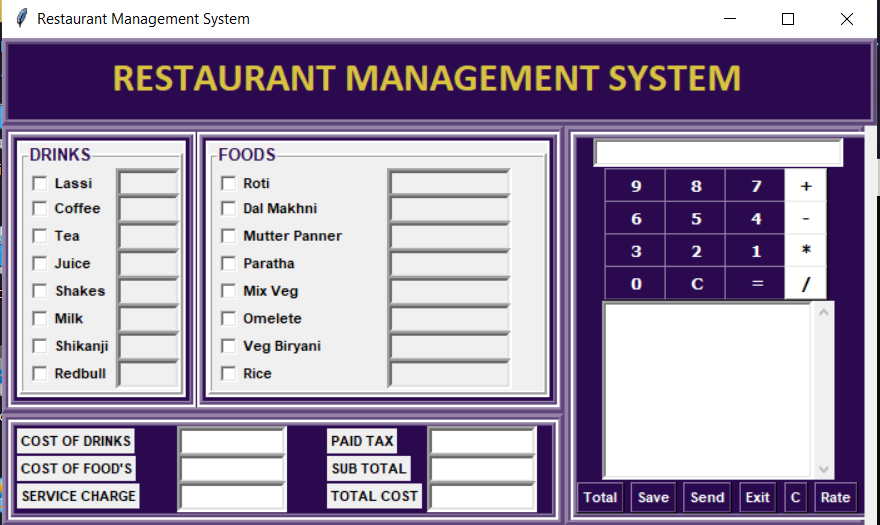 Restaurant Management System
RESTAURANT MANAGEMENT SYSTEM
DRINKS
Lassi
Coffee
Tea
Juice
Shakes
Milk
Shikanji
Redbull
FOODS
Roti
Dal Makhni
Mutter Panner
Paratha
Mix Veg
Omelete
Veg Biryani
Rice
9 8 7 +
6 5 4 -
3 2 1 *
0 C = /
COST OF DRINKS
COST OF FOOD'S
SERVICE CHARGE
PAID TAX
SUB TOTAL
TOTAL COST
Total Save Send Exit C Rate